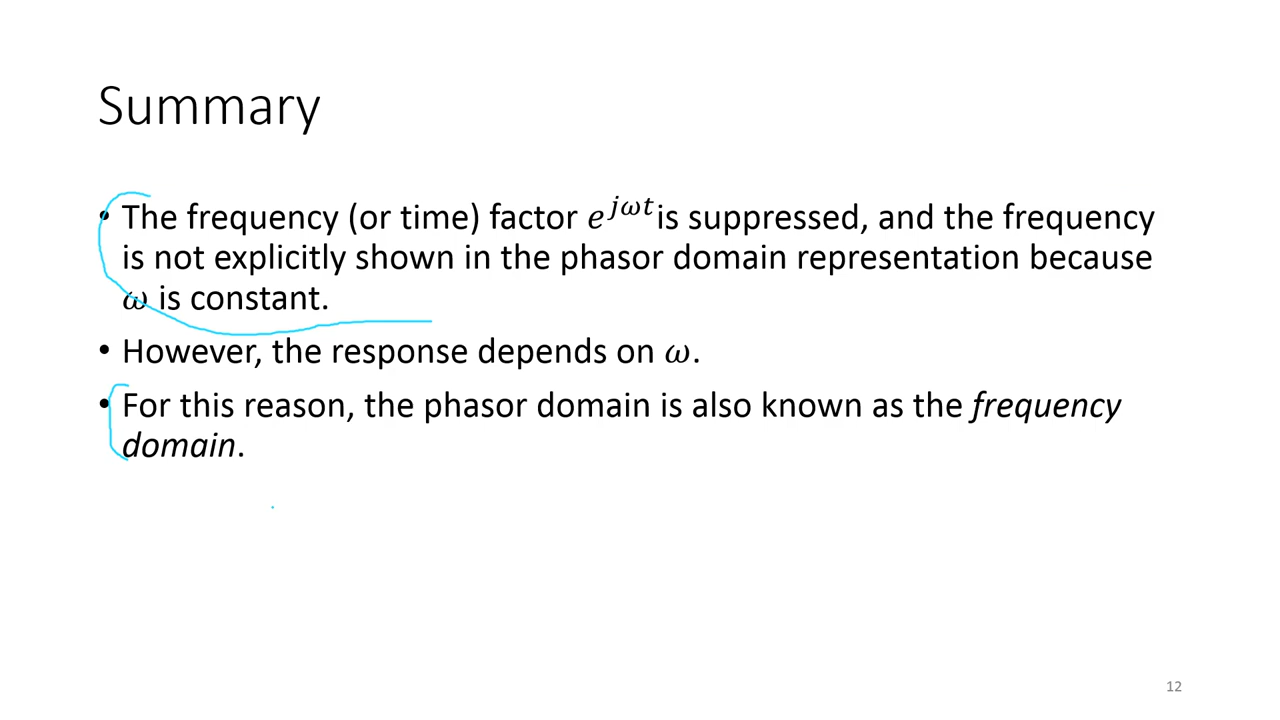 Summary
• The frequency (or time) factor $e^{j\omega t}$ is suppressed, and the frequency
is not explicitly shown in the phasor domain representation because
ω is constant.
• However, the response depends on ω.
• For this reason, the phasor domain is also known as the frequency
domain.
12